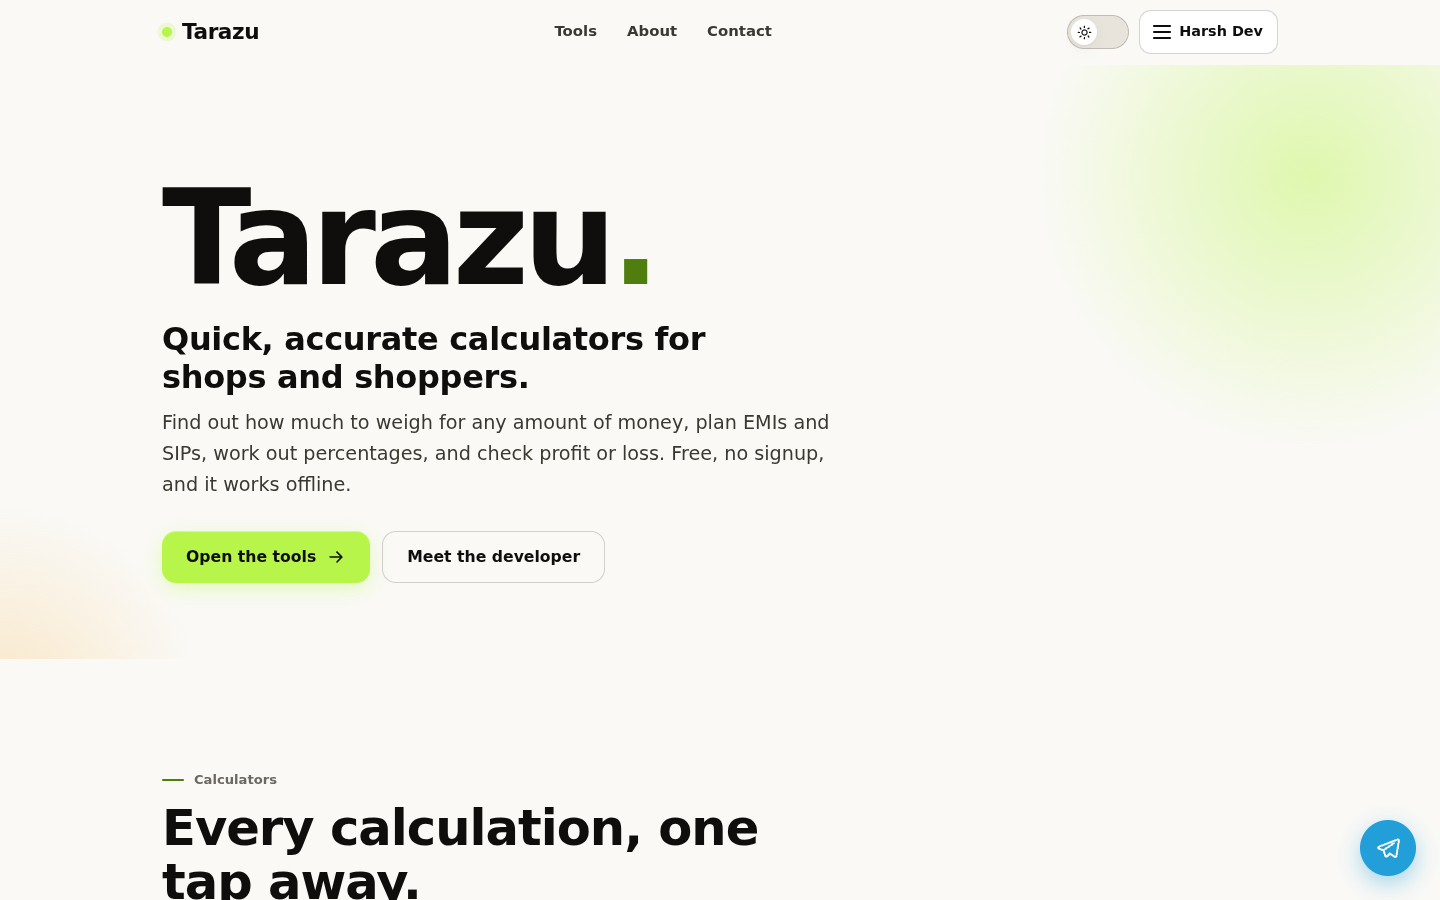 Tarazu
Tools
About
Contact
Harsh Dev
Tarazu.
Quick, accurate calculators for
shops and shoppers.
Find out how much to weigh for any amount of money, plan EMIs and
SIPs, work out percentages, and check profit or loss. Free, no signup,
and it works offline.
Open the tools
Meet the developer
Calculators
Every calculation, one
tap away.